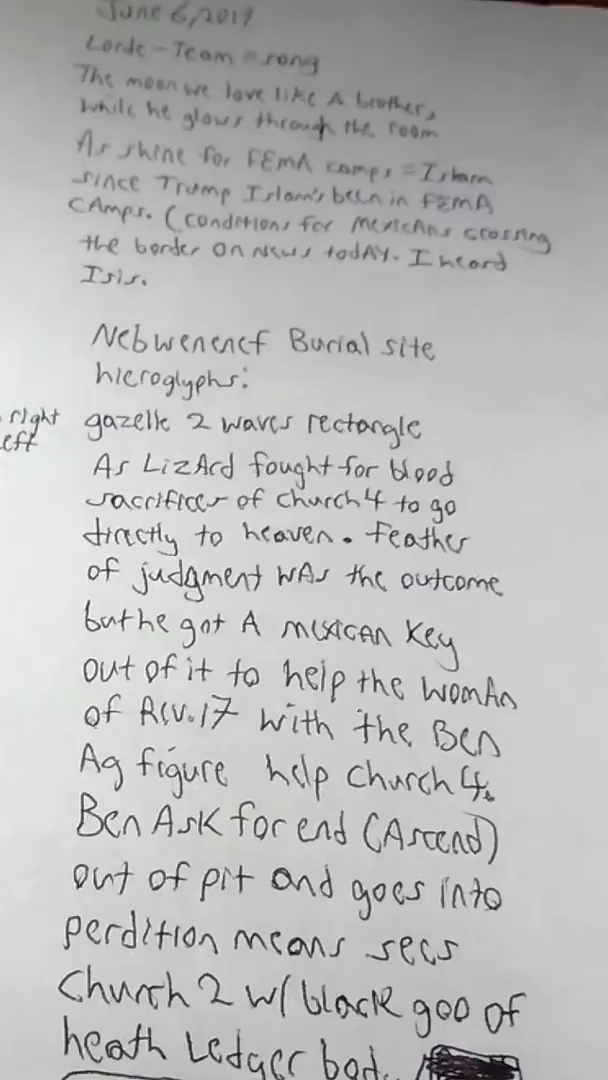 June 6, 2019
Lorde - Team = song
The moon we love like A brother,
while he glows through the room
As shine for FEMA camps = Islam
since Trump Islam's been in FEMA
CAmps. (conditions for Mexicans crossing
the border on News todAY. I heard
Isis.
Nebwenenef Burial site
hieroglyphs:
right gazelle 2 waves rectangle
left
As LizArd fought for blood
sacrifices of church 4 to go
directly to heaven. Feather
of judgment wAs the outcome
but he got A mexicAn Key
out of it to help the womAn
of Rev. 17 with the Ben
Ag figure help church 4.
Ben Ask for end (Ascend)
out of pit and goes into
perdition means sees
Church 2 w/ black goo of
heath Ledger bod.